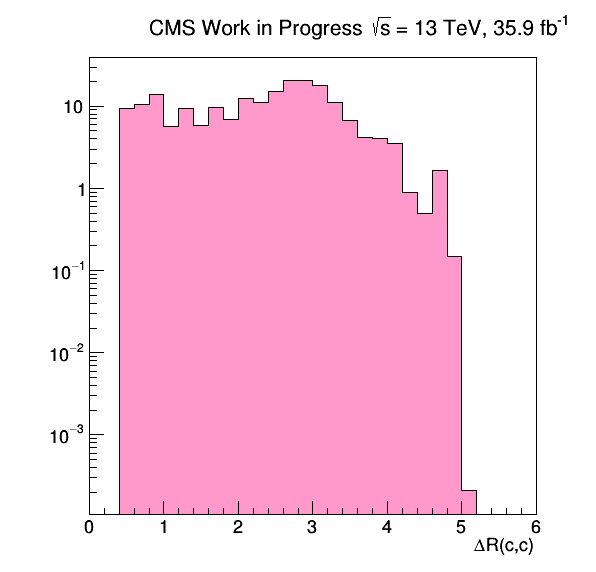 CMS Work in Progress √s = 13 TeV, 35.9 fb⁻¹
10
1
10⁻¹
10⁻²
10⁻³
0 1 2 3 4 5 6
ΔR(c,c)